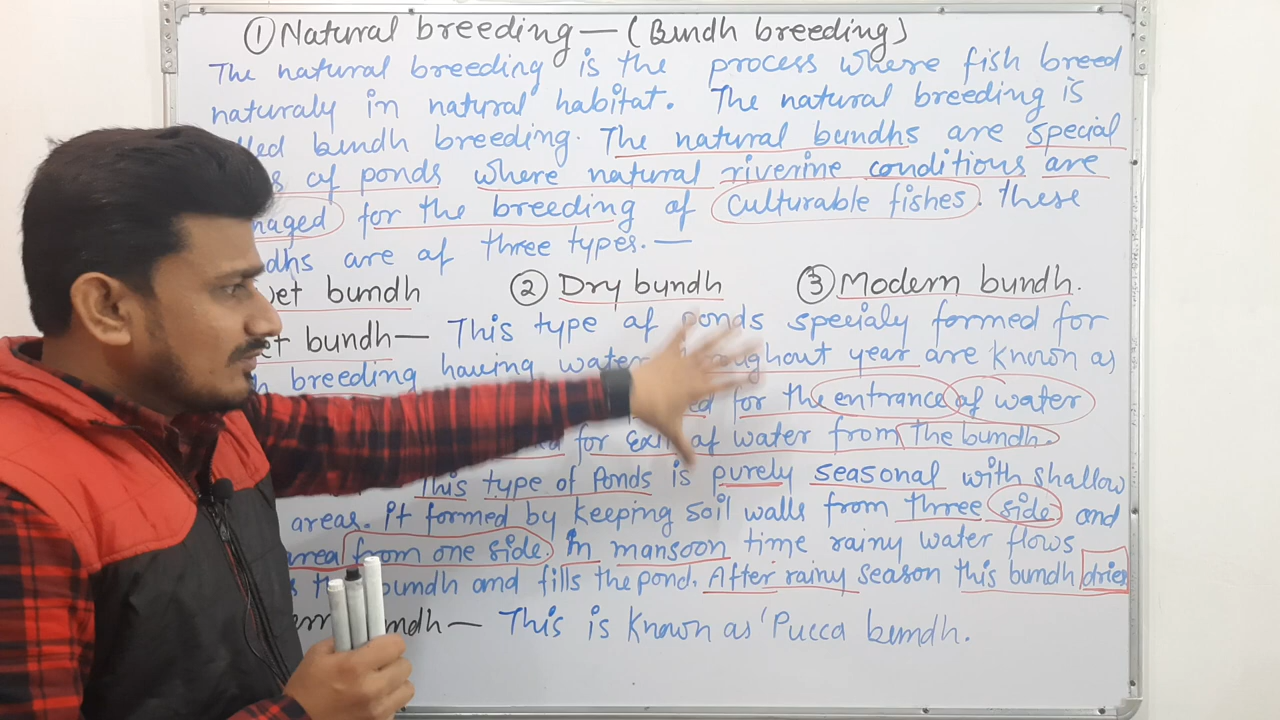 ① Natural breeding — (Bundh breeding)
The natural breeding is the process where fish breed
naturaly in natural habitat. The natural breeding is
bundh breeding. The natural bundhs are special
of ponds where natural riverine conditions are
for the breeding of culturable fishes. These
are of three types. —
bundh ② Dry bundh ③ Modern bundh.
bundh — This type of ponds specialy formed for
breeding having water throughout year are known as
for the entrance of water
for exit of water from the bundh.
This type of Ponds is purely seasonal with shallow
areas. it formed by keeping soil walls from three side and
area from one side. In mansoon time rainy water flows
bundh and fills the pond. After rainy season this bundh dries
— This is known as 'Pucca bundh.